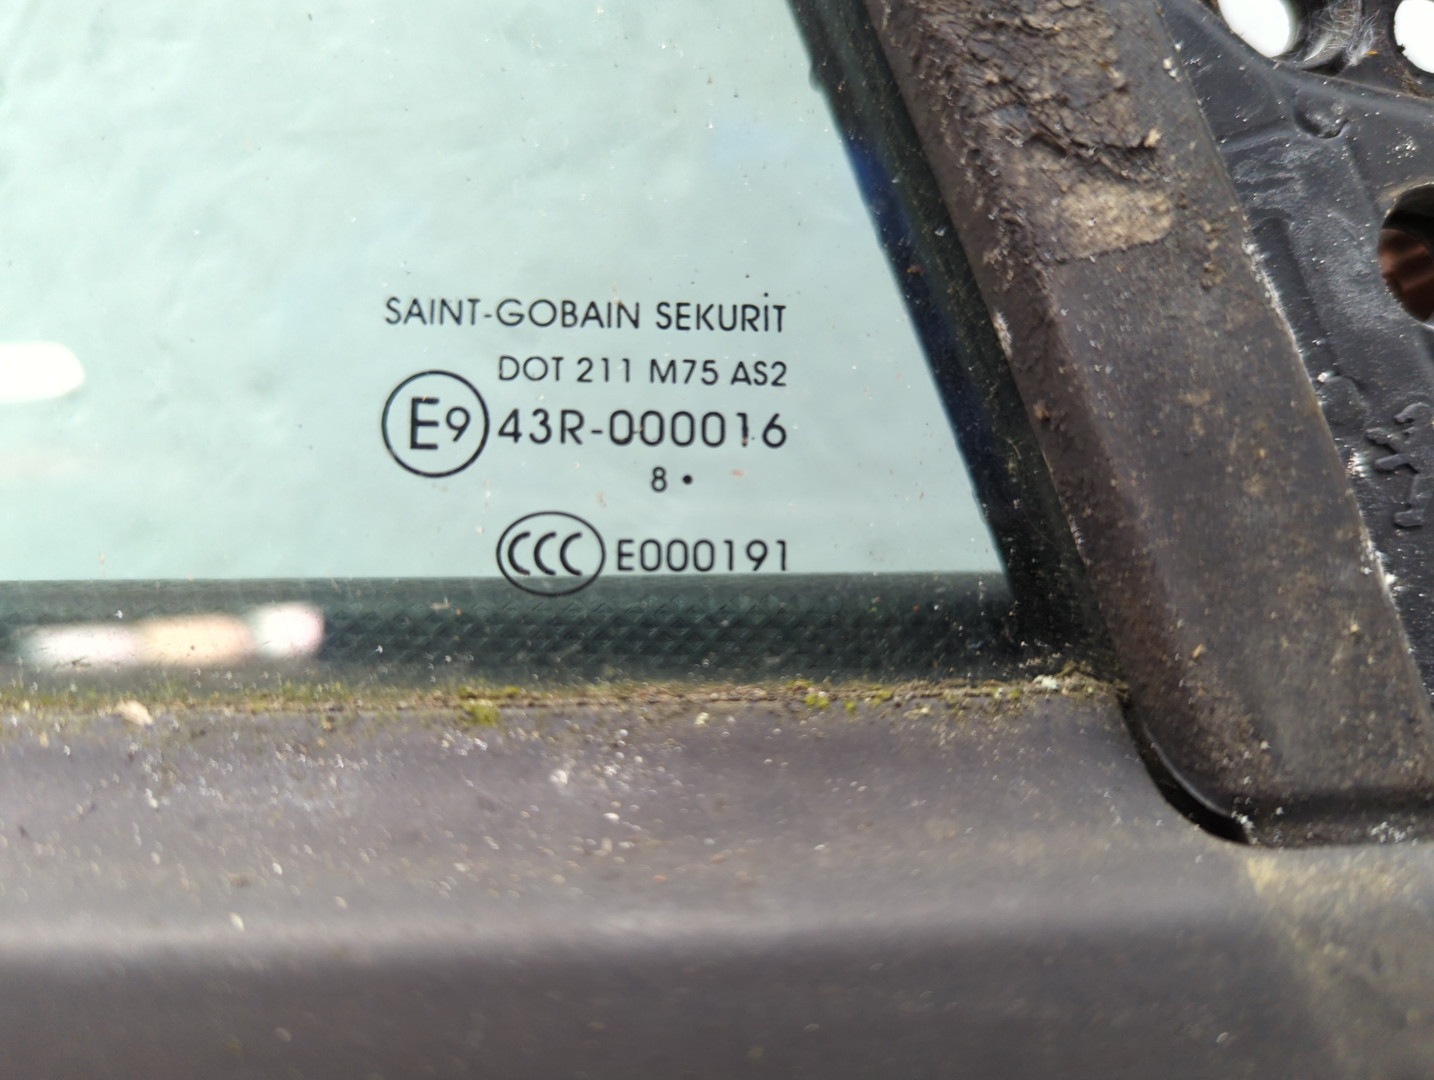 SAINT-GOBAIN SEKURIT
DOT 211 M75 AS2
E9 43R-000016
8 •
CCC E000191